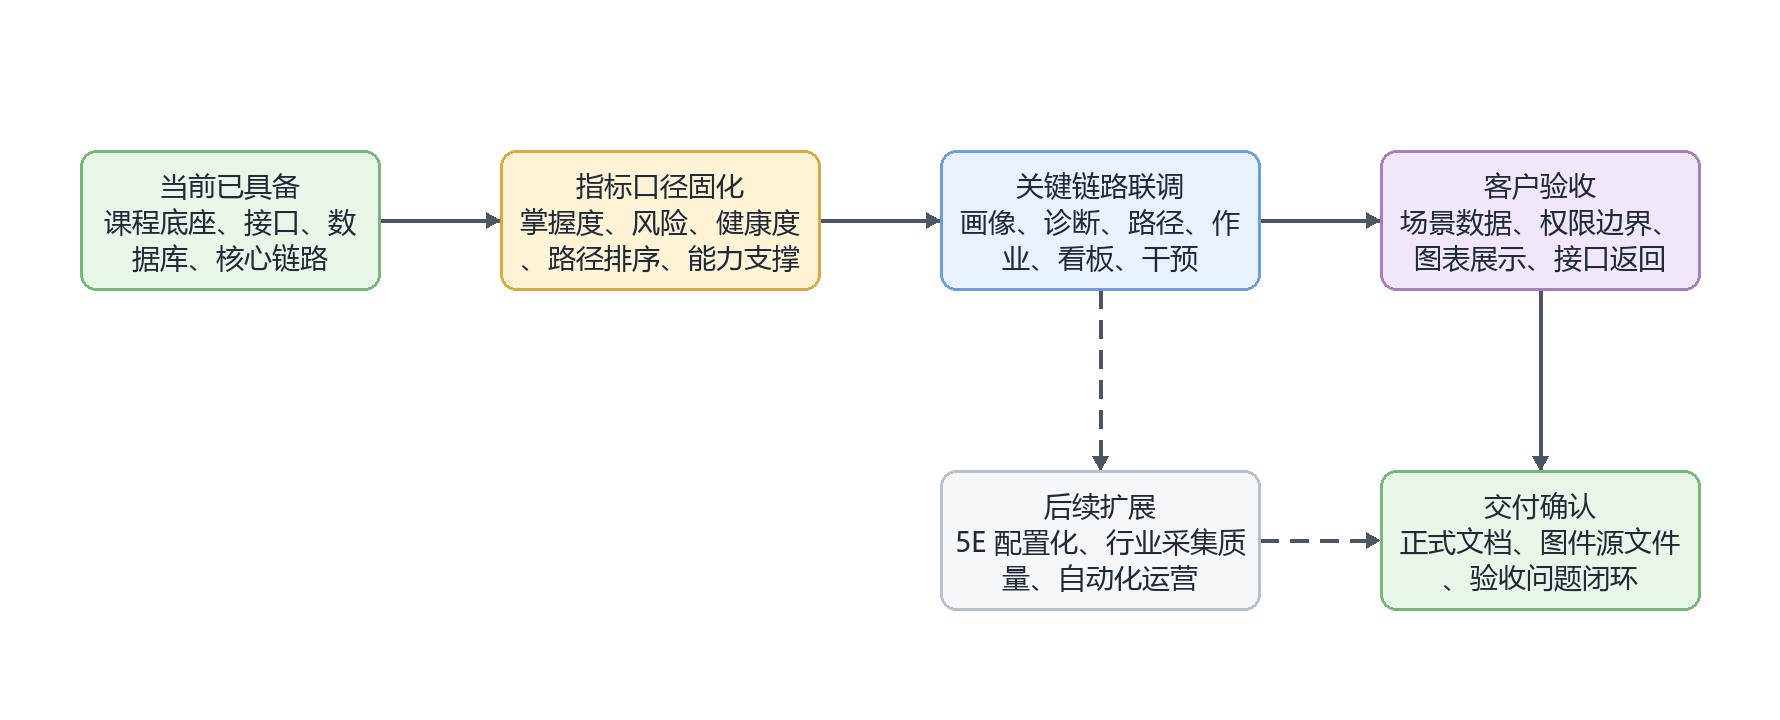 当前已具备
课程底座、接口、数
据库、核心链路
指标口径固化
掌握度、风险、健康度
、路径排序、能力支撑
关键链路联调
画像、诊断、路径、作
业、看板、干预
客户验收
场景数据、权限边界、
图表展示、接口返回
后续扩展
5E 配置化、行业采集质
量、自动化运营
交付确认
正式文档、图件源文件
、验收问题闭环